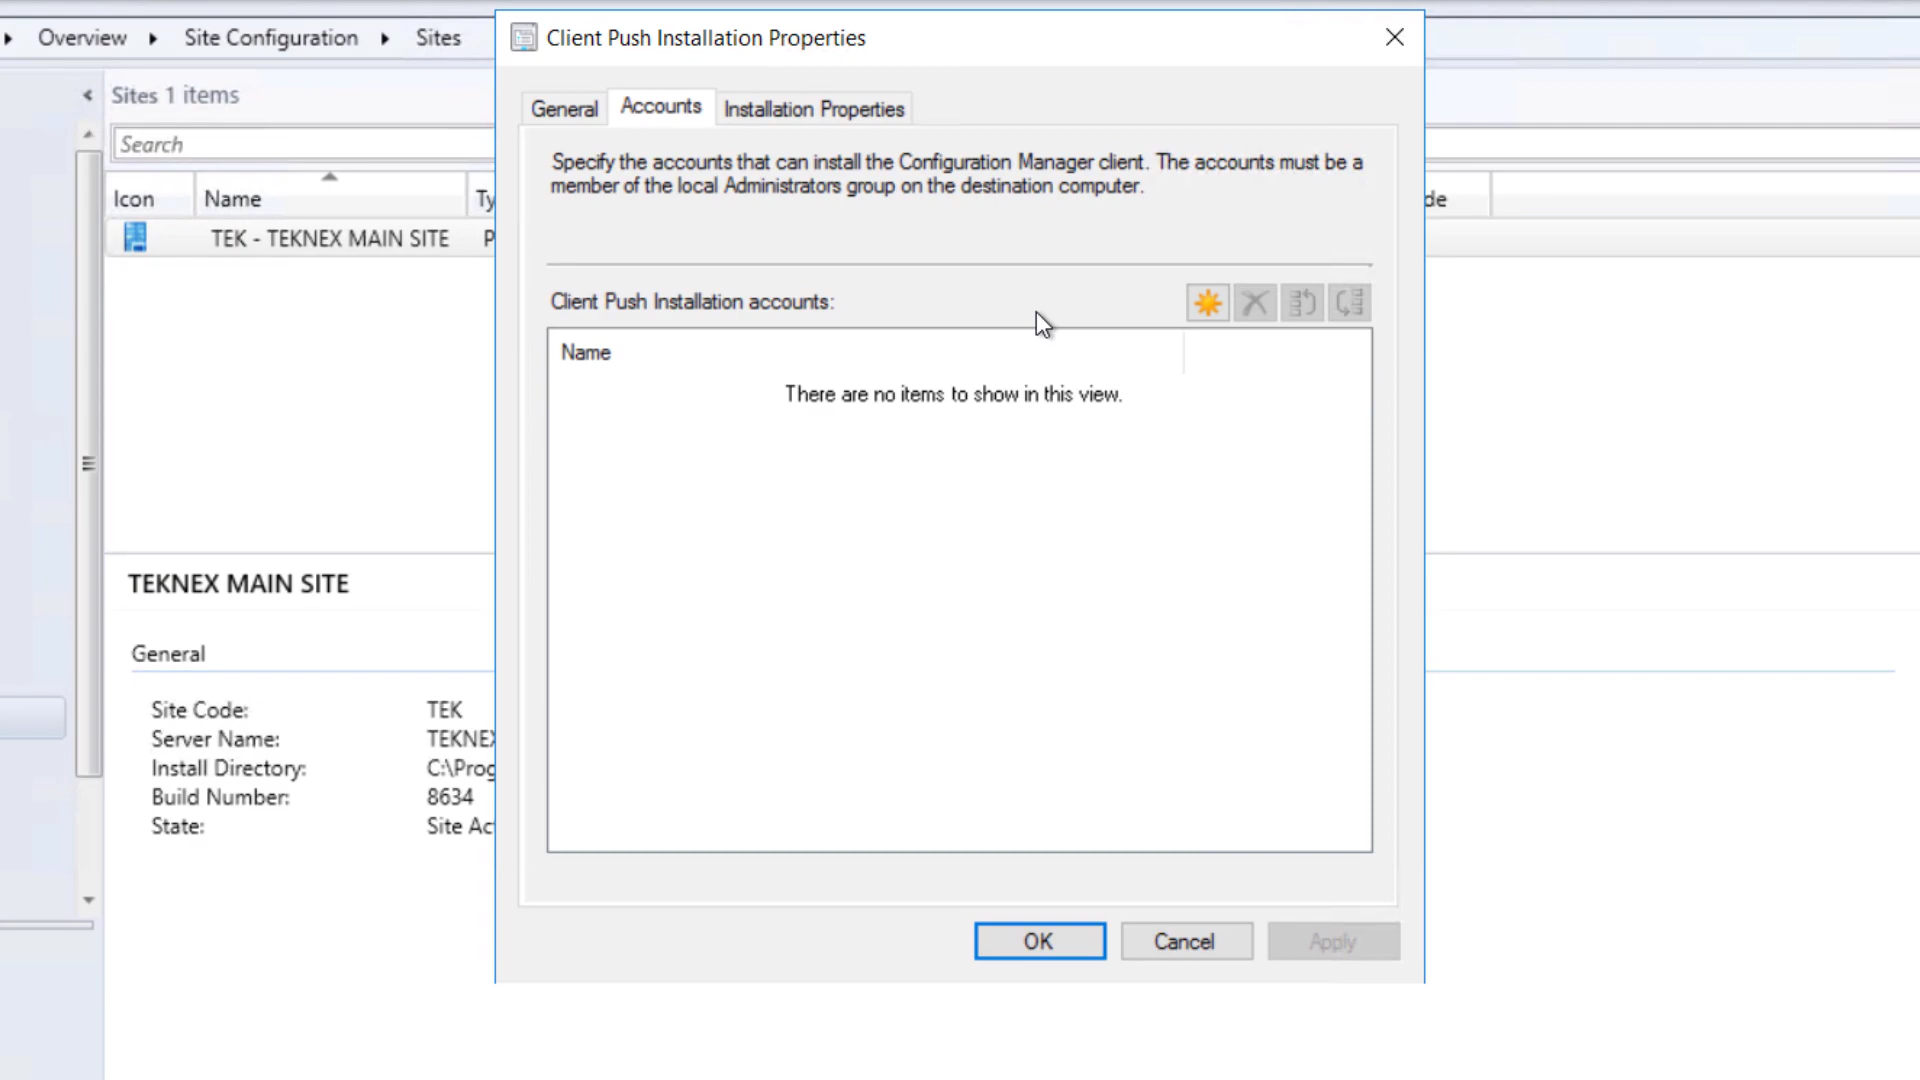 Overview
Site Configuration
Sites
Client Push Installation Properties
Sites 1 items
Search
Icon
Name
TEK - TEKNEX MAIN SITE
General
Accounts
Installation Properties
Specify the accounts that can install the Configuration Manager client. The accounts must be a
member of the local Administrators group on the destination computer.
Client Push Installation accounts:
Name
There are no items to show in this view.
TEKNEX MAIN SITE
General
Site Code: TEK
Server Name: TEKNEX
Install Directory: C:\Prog
Build Number: 8634
State: Site Ac
OK
Cancel
Apply